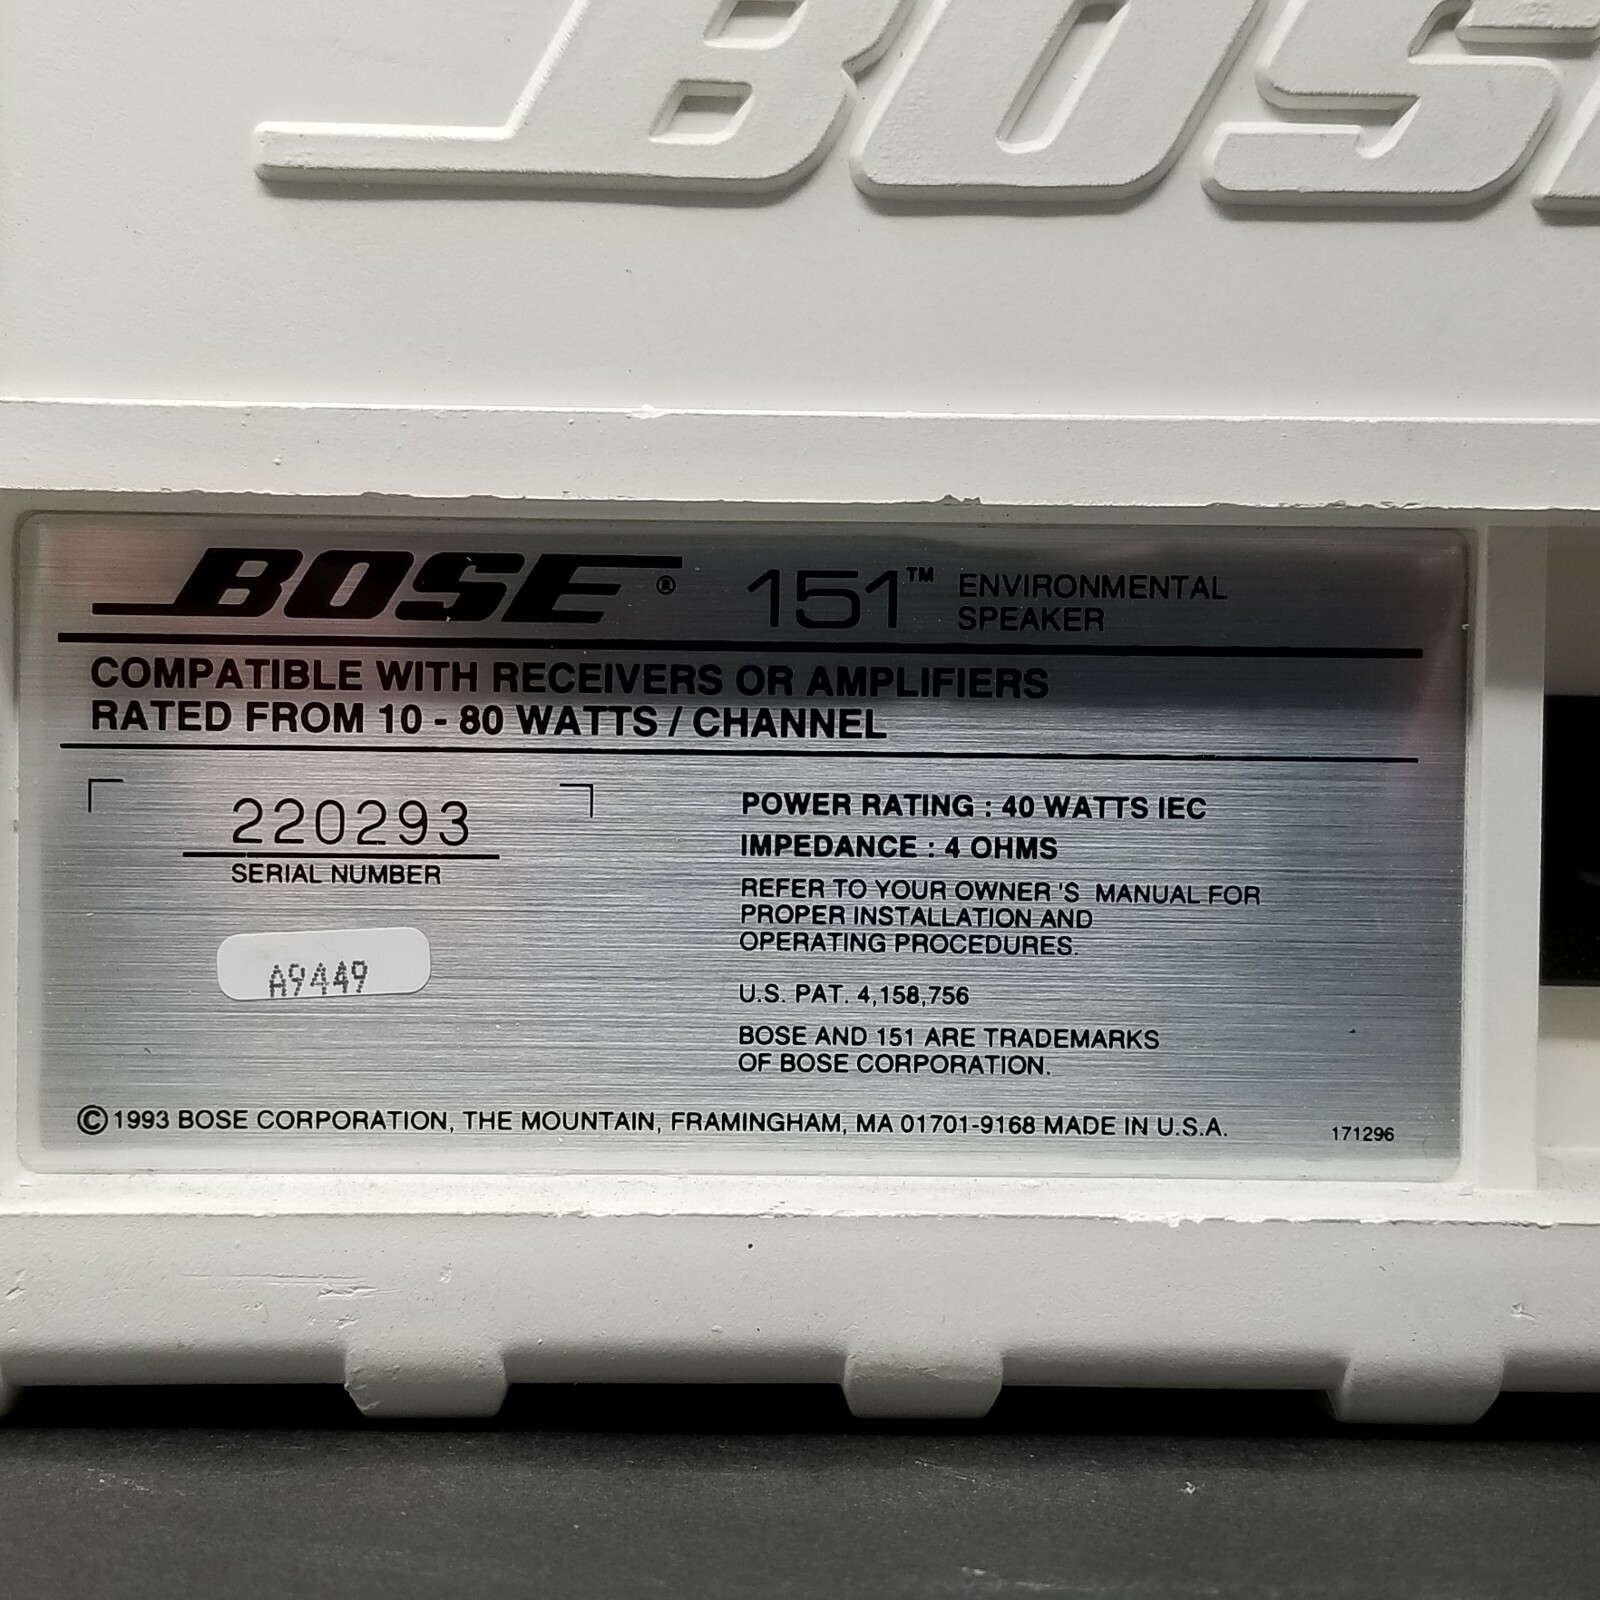 BOSE
BOSE® 151™ ENVIRONMENTAL
SPEAKER
COMPATIBLE WITH RECEIVERS OR AMPLIFIERS
RATED FROM 10 - 80 WATTS / CHANNEL
220293
SERIAL NUMBER
A9449
POWER RATING : 40 WATTS IEC
IMPEDANCE : 4 OHMS
REFER TO YOUR OWNER'S MANUAL FOR
PROPER INSTALLATION AND
OPERATING PROCEDURES.
U.S. PAT. 4,158,756
BOSE AND 151 ARE TRADEMARKS
OF BOSE CORPORATION.
© 1993 BOSE CORPORATION, THE MOUNTAIN, FRAMINGHAM, MA 01701-9168 MADE IN U.S.A.
171296